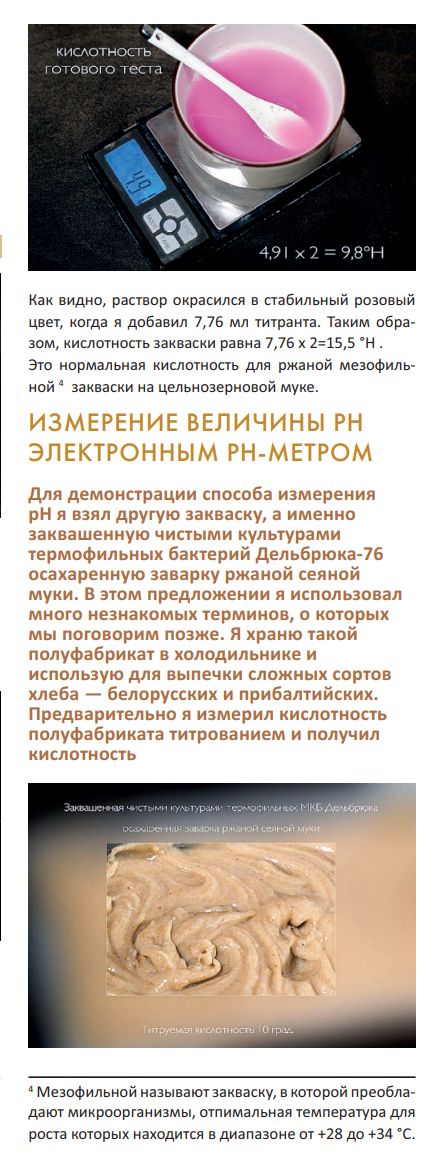 КИСЛОТНОСТЬ
ГОТОВОГО ТЕСТА
4.91
4,91 x 2 = 9,8°H
Как видно, раствор окрасился в стабильный розовый
цвет, когда я добавил 7,76 мл титранта. Таким обра-
зом, кислотность закваски равна 7,76 х 2=15,5 °Н .
Это нормальная кислотность для ржаной мезофиль-
ной ⁴ закваски на цельнозерновой муке.
ИЗМЕРЕНИЕ ВЕЛИЧИНЫ PH
ЭЛЕКТРОННЫМ PH-МЕТРОМ
Для демонстрации способа измерения
pH я взял другую закваску, а именно
заквашенную чистыми культурами
термофильных бактерий Дельбрюка-76
осахаренную заварку ржаной сеяной
муки. В этом предложении я использовал
много незнакомых терминов, о которых
мы поговорим позже. Я храню такой
полуфабрикат в холодильнике и
использую для выпечки сложных сортов
хлеба — белорусских и прибалтийских.
Предварительно я измерил кислотность
полуфабриката титрованием и получил
кислотность
Заквашенная чистыми культурами термофильных МКБ Дельбрюка
осахаренная заварка ржаной сеяной муки
Титруемая кислотность 10 град.
⁴ Мезофильной называют закваску, в которой преобла-
дают микроорганизмы, отпимальная температура для
роста которых находится в диапазоне от +28 до +34 °С.